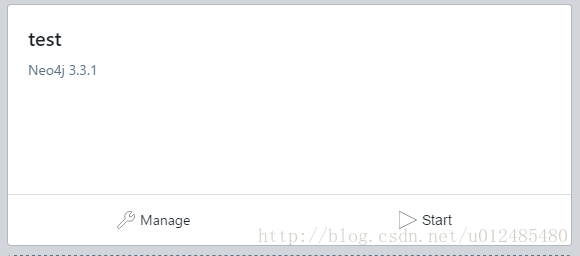 test
Neo4j 3.3.1
Manage
Start
http://blog.csdn.net/u012485480